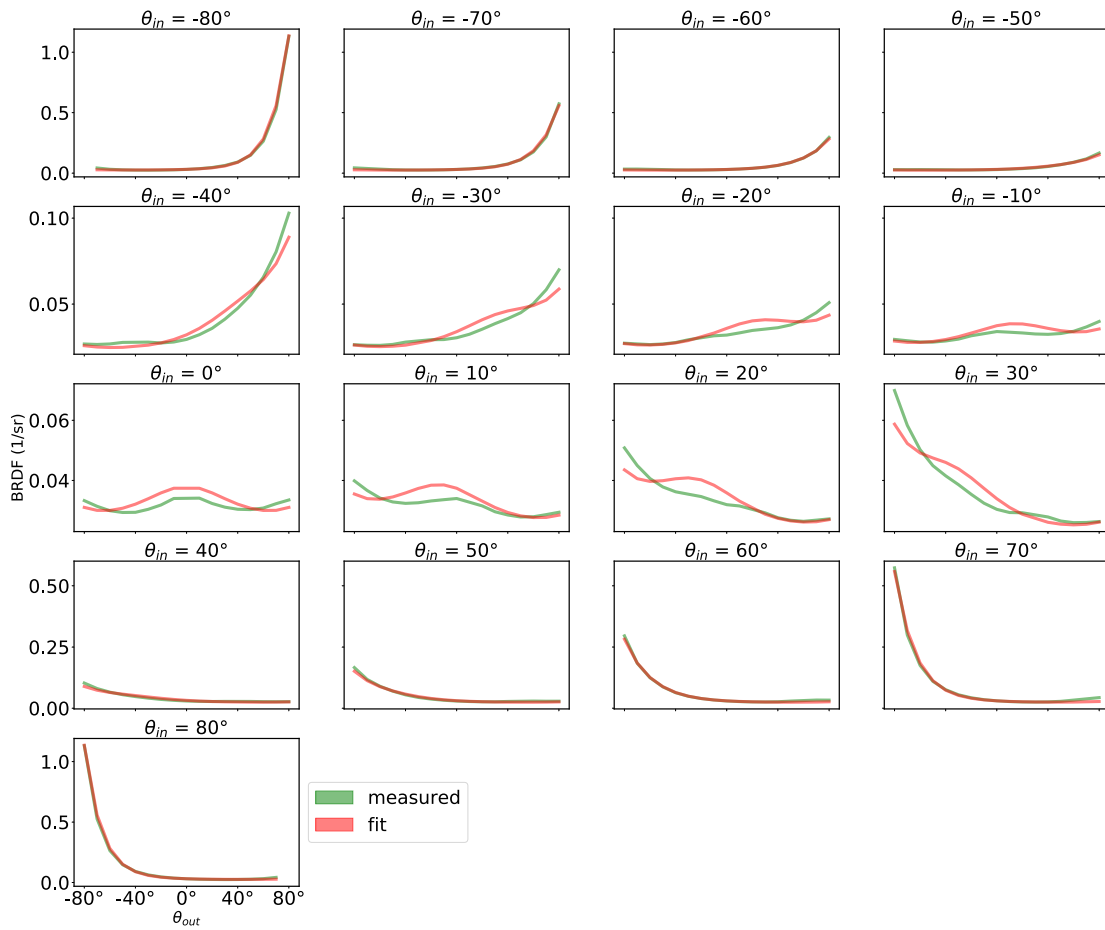 θin = -80° θin = -70° θin = -60° θin = -50°
1.0
0.5
0.0
θin = -40° θin = -30° θin = -20° θin = -10°
0.10
0.05
θin = 0° θin = 10° θin = 20° θin = 30°
0.06
0.04
BRDF (1/sr)
θin = 40° θin = 50° θin = 60° θin = 70°
0.50
0.25
0.00
θin = 80°
1.0
0.5
0.0
-80° -40° 0° 40° 80°
θout
measured
fit